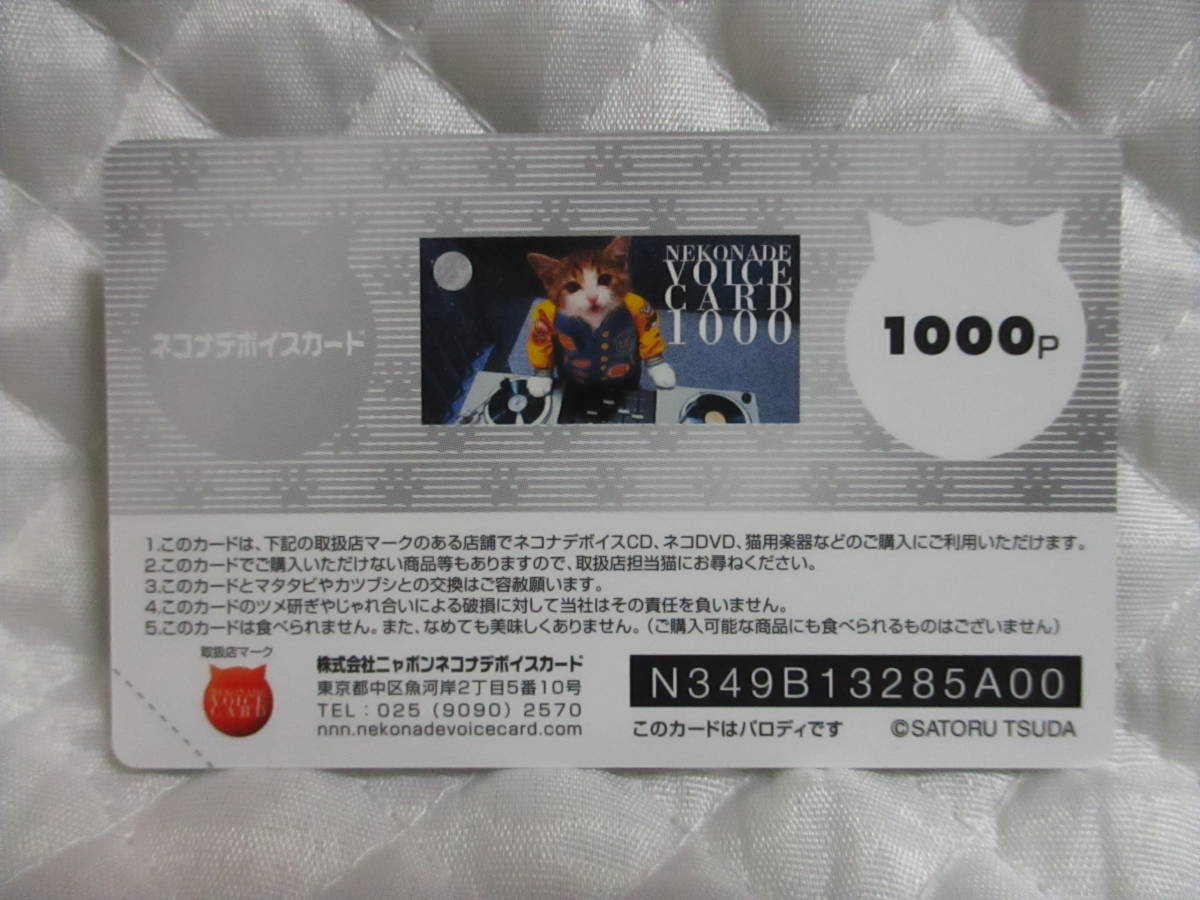 ネコナデボイスカード
NEKONADE
VOICE
CARD
1000
1000P
1.このカードは、下記の取扱店マークのある店舗でネコナデボイスCD、ネコDVD、猫用楽器などのご購入にご利用いただけます。
2.このカードでご購入いただけない商品等もありますので、取扱店担当猫にお尋ねください。
3.このカードとマタタビやカツブシとの交換はご容赦願います。
4.このカードのツメ研ぎやじゃれ合いによる破損に対して当社はその責任を負いません。
5.このカードは食べられません。また、なめても美味しくありません。(ご購入可能な商品にも食べられるものはございません)
取扱店マーク
NEKONADE
VOICE
CARD
株式会社ニャポンネコナデボイスカード
東京都中区魚河岸2丁目5番10号
TEL：025（9090）2570
nnn.nekonadevoicecard.com
N349B13285A00
このカードはパロディです ©SATORU TSUDA